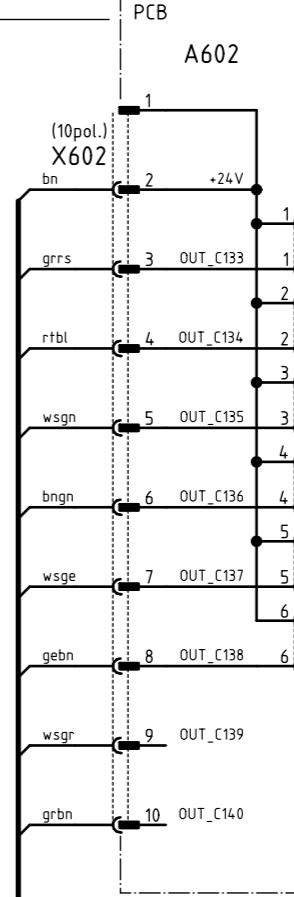 PCB
A602
1
(10pol.)
X602
bn 2 +24V
1
grrs 3 OUT_C133 1
2
rtbl 4 OUT_C134 2
3
wsgn 5 OUT_C135 3
4
bngn 6 OUT_C136 4
5
wsge 7 OUT_C137 5
6
gebn 8 OUT_C138 6
wsgr 9 OUT_C139
grbn 10 OUT_C140